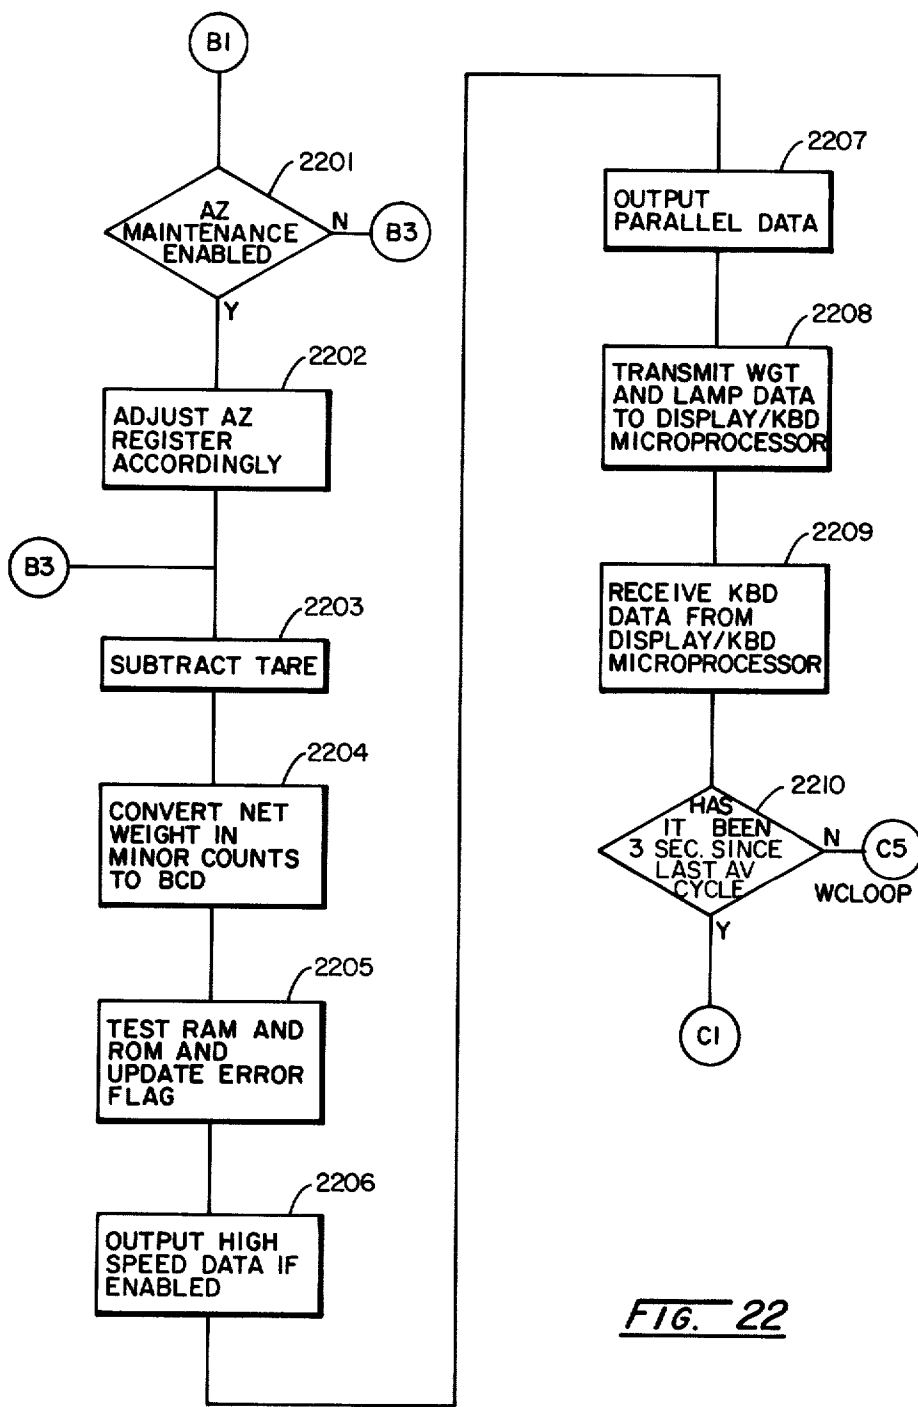 B1
2201
AZ
MAINTENANCE
ENABLED
N
B3
Y
2202
ADJUST AZ
REGISTER
ACCORDINGLY
B3
2203
SUBTRACT TARE
2204
CONVERT NET
WEIGHT IN
MINOR COUNTS
TO BCD
2205
TEST RAM AND
ROM AND
UPDATE ERROR
FLAG
2206
OUTPUT HIGH
SPEED DATA IF
ENABLED
2207
OUTPUT
PARALLEL DATA
2208
TRANSMIT WGT
AND LAMP DATA
TO DISPLAY/KBD
MICROPROCESSOR
2209
RECEIVE KBD
DATA FROM
DISPLAY/KBD
MICROPROCESSOR
2210
HAS
IT BEEN
3 SEC. SINCE
LAST AV
CYCLE
N
C5
WCLOOP
Y
C1
FIG. 22